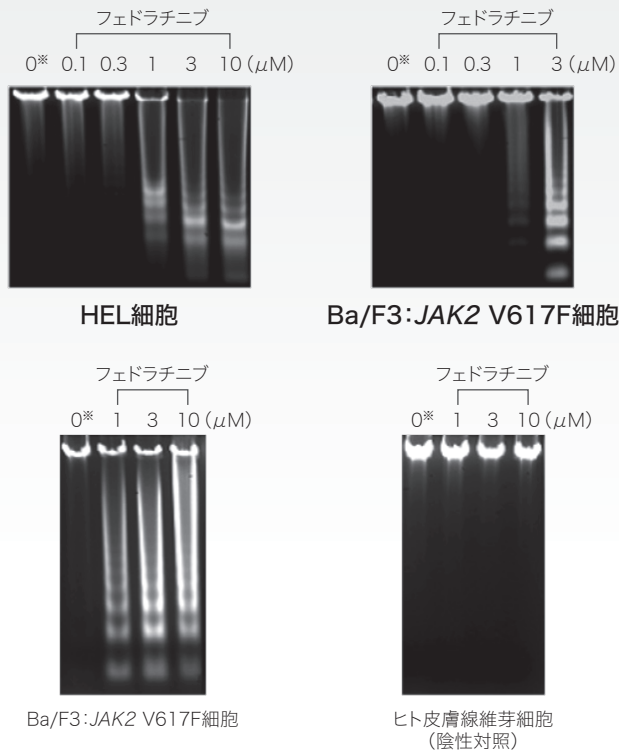 フェドラチニブ
0※ 0.1 0.3 1 3 10(μM)
HEL細胞
フェドラチニブ
0※ 0.1 0.3 1 3(μM)
Ba/F3:JAK2 V617F細胞
フェドラチニブ
0※ 1 3 10(μM)
Ba/F3:JAK2 V617F細胞
フェドラチニブ
0※ 1 3 10(μM)
ヒト皮膚線維芽細胞
(陰性対照)